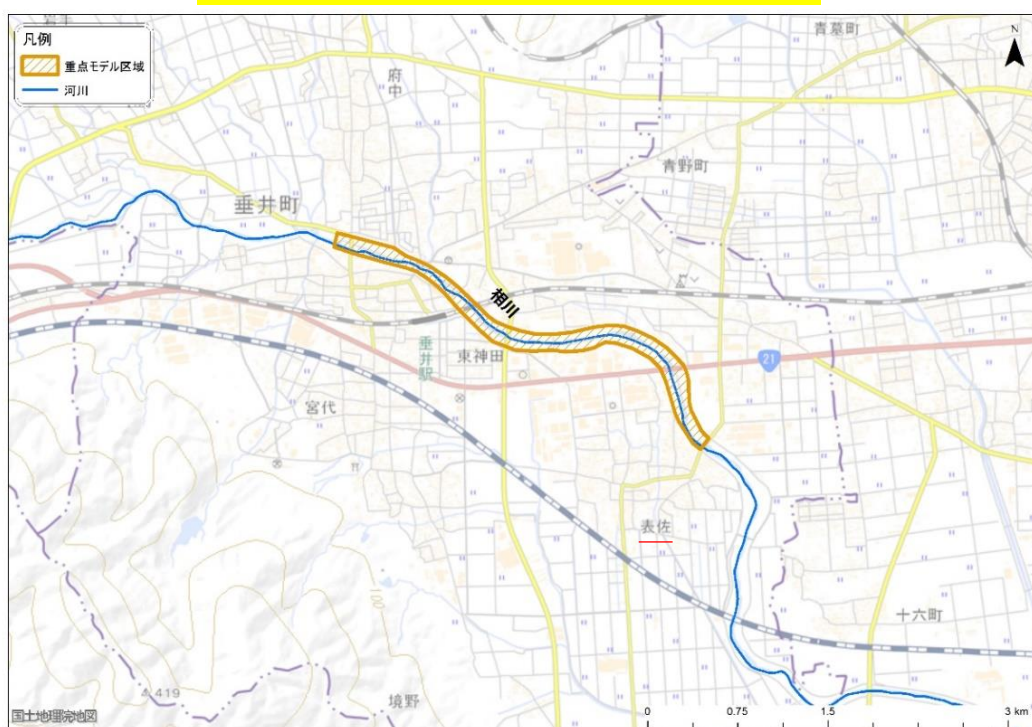 凡例
重点モデル区域
河川
N
青墓町
府中
青野町
垂井町
相川
21
垂井駅
東神田
宮代
表佐
100
十六町
419
境野
国土地理院地図
0 0.75 1.5 3 km